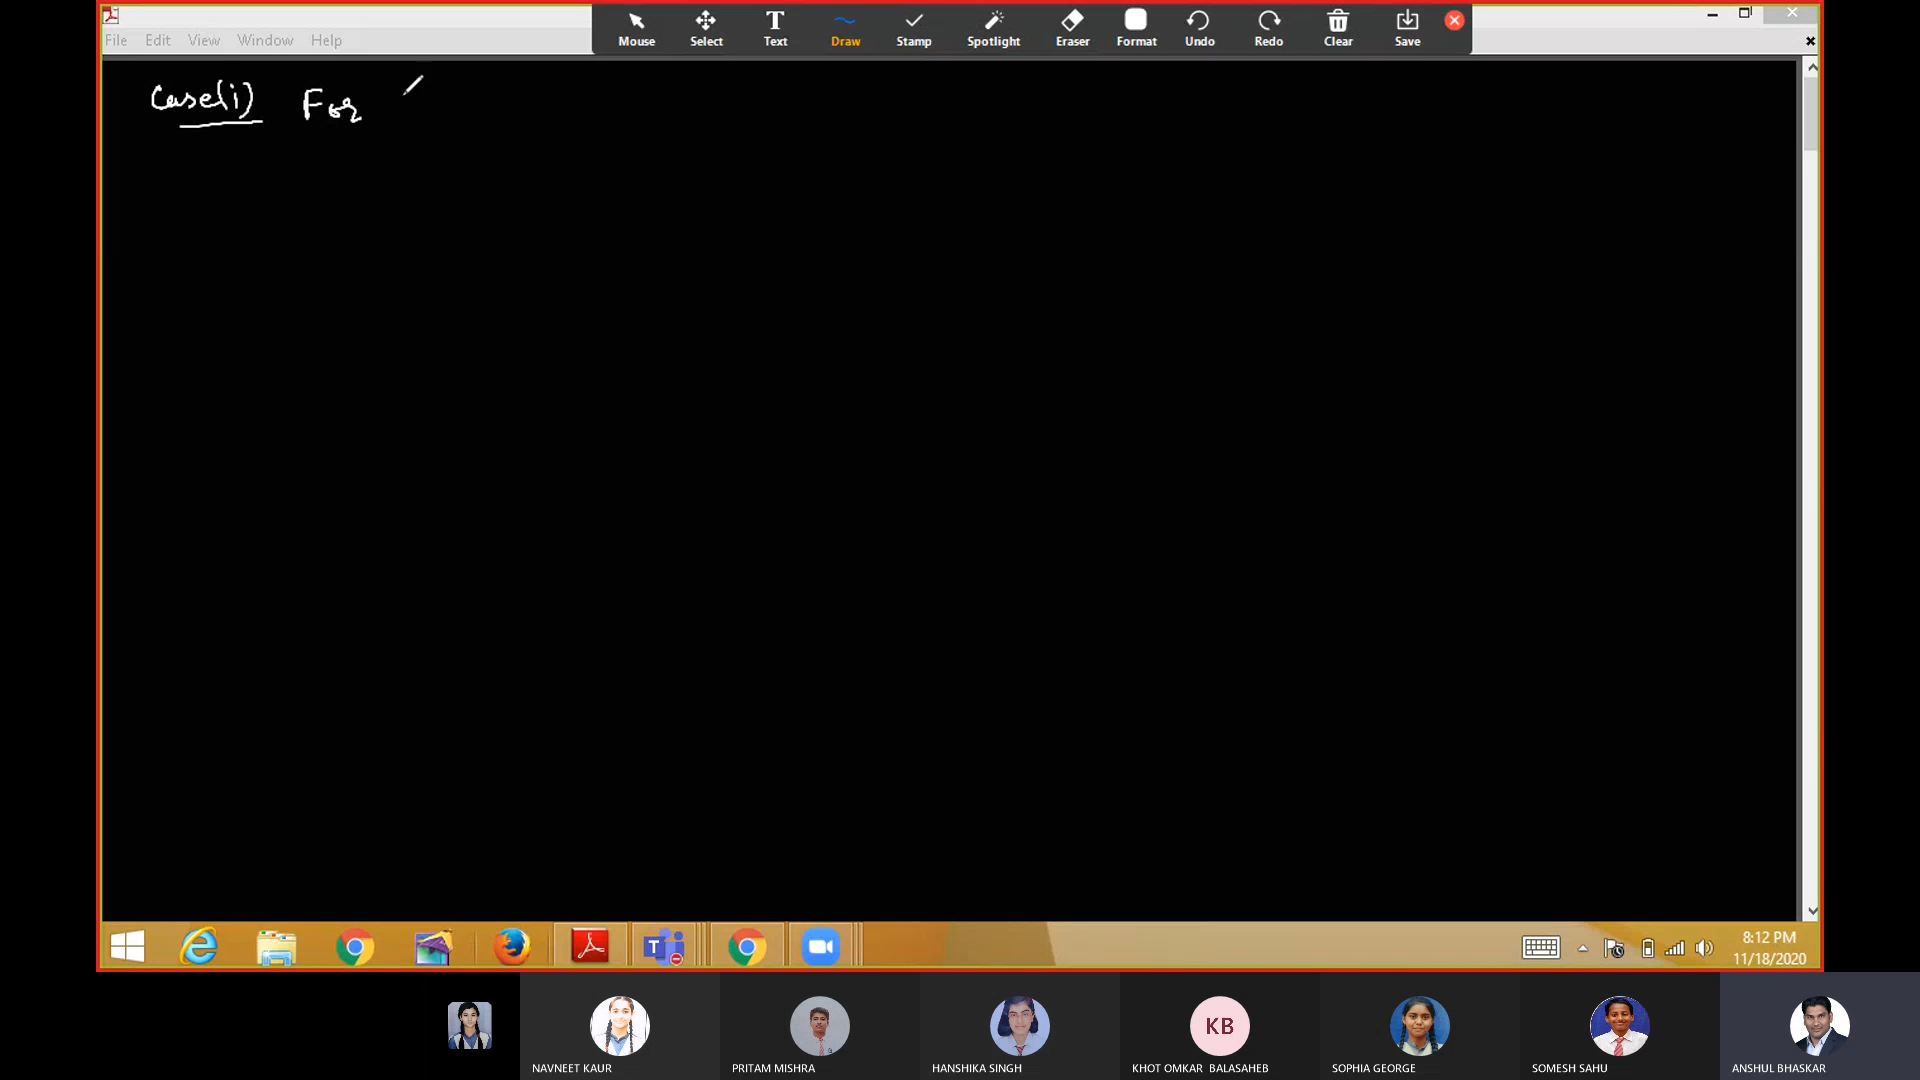 Mouse Select Text Draw Stamp Spotlight Eraser Format Undo Redo Clear Save
File Edit View Window Help
Case(i) For
8:12 PM
11/18/2020
KB
NAVNEET KAUR PRITAM MISHRA HANSHIKA SINGH KHOT OMKAR BALASAHEB SOPHIA GEORGE SOMESH SAHU ANSHUL BHASKAR